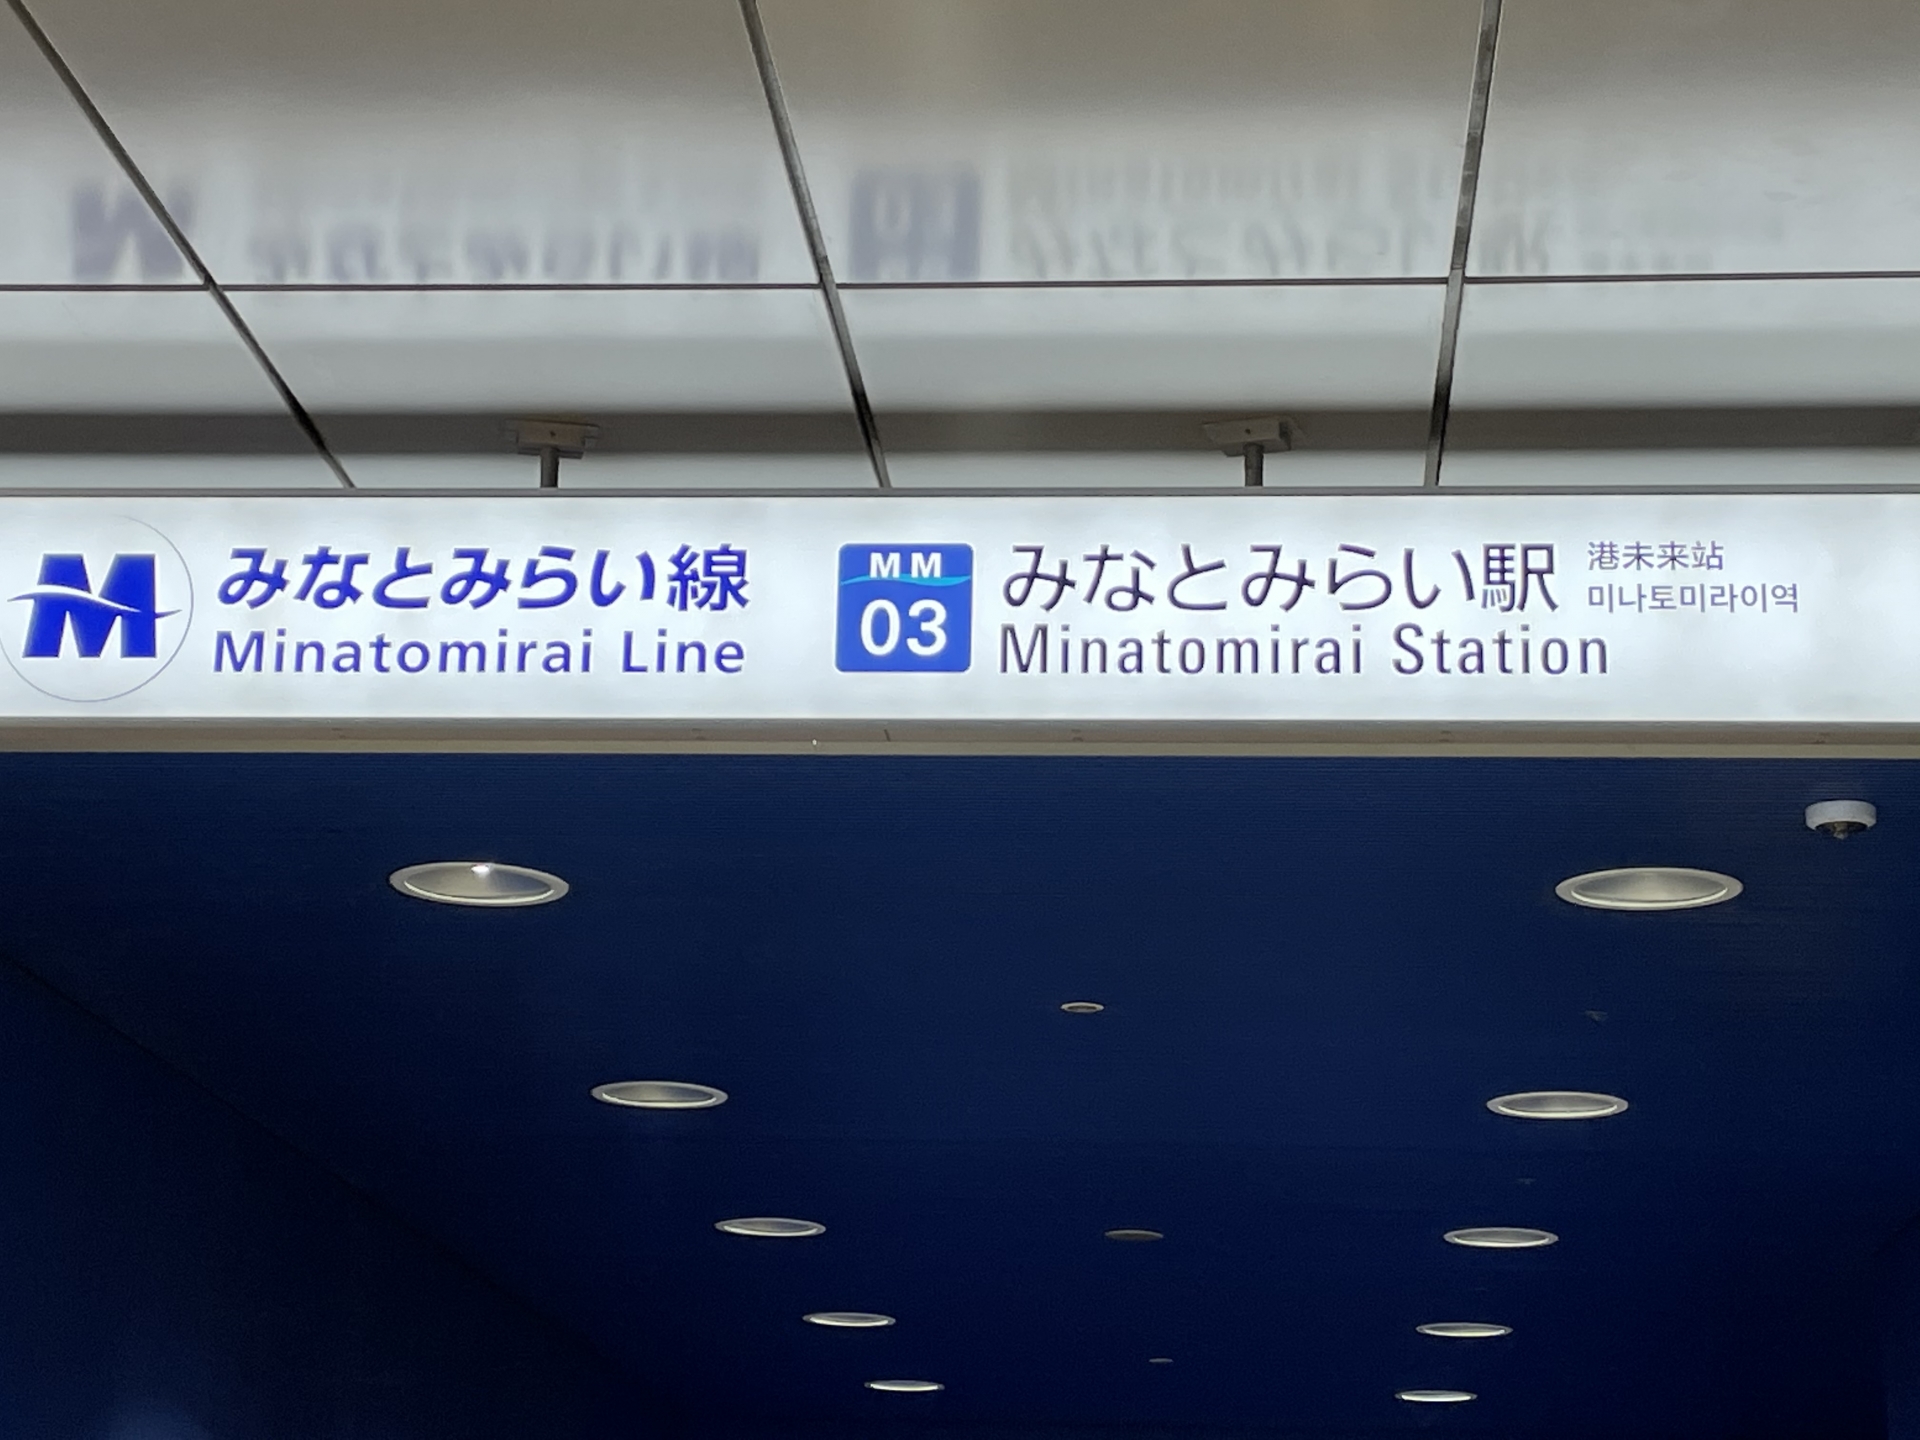 M
みなとみらい線
Minatomirai Line
MM
03
みなとみらい駅
Minatomirai Station
港未来站
미나토미라이역